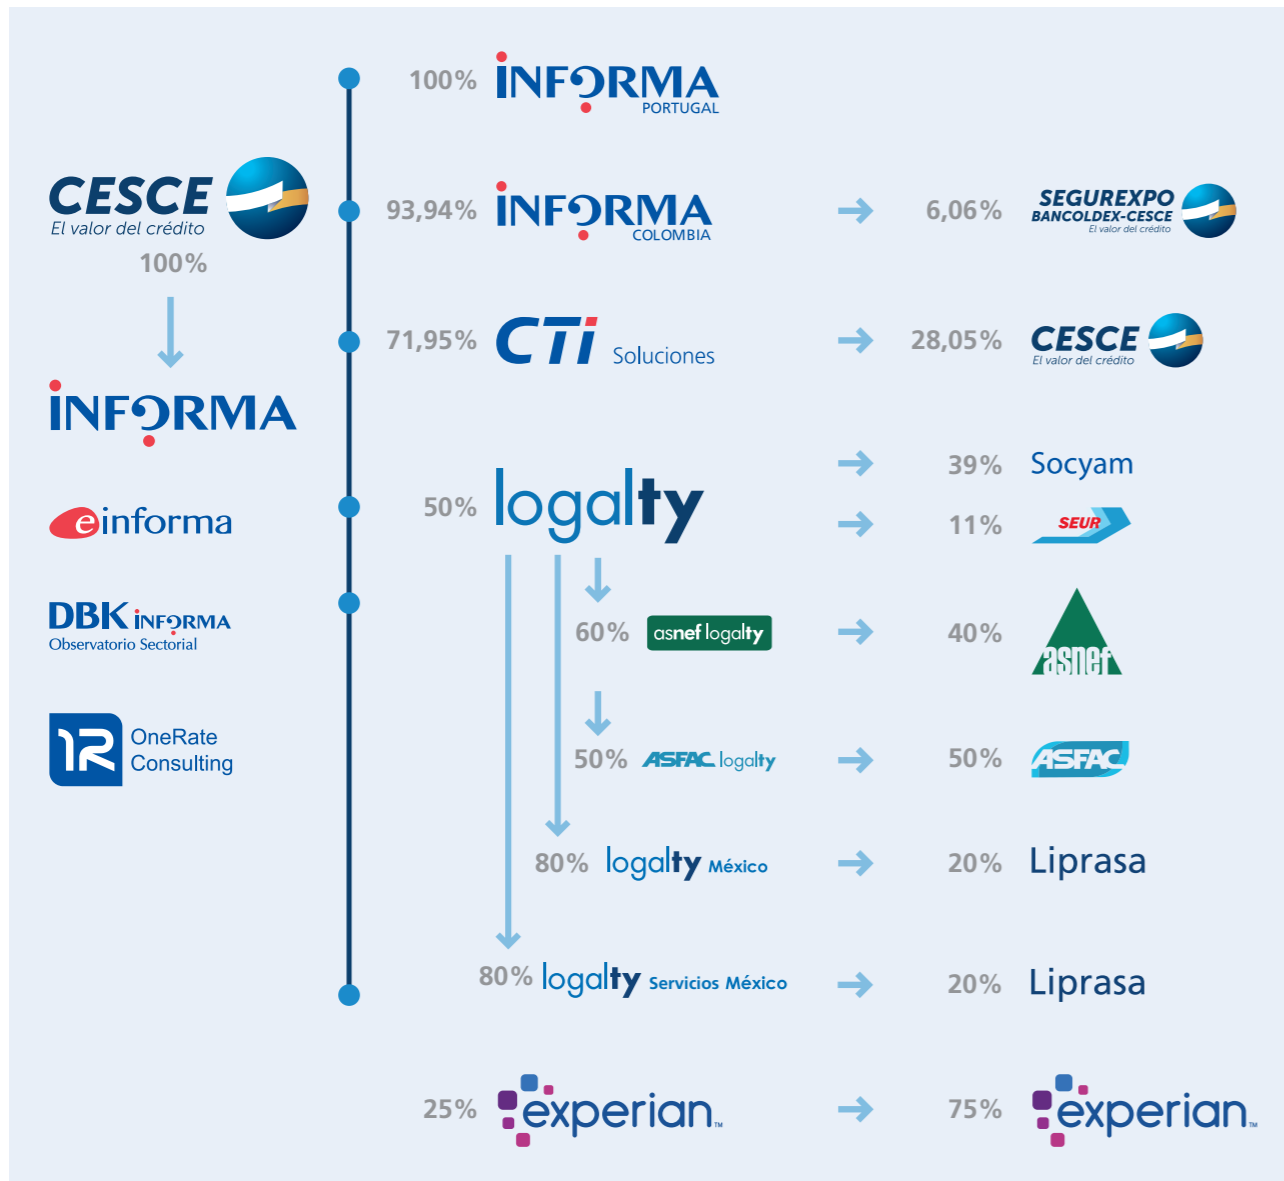 CESCE
El valor del crédito
100%
INFORMA
einforma
DBK INFORMA
Observatorio Sectorial
1R OneRate
Consulting
100% INFORMA
PORTUGAL
93,94% INFORMA
COLOMBIA
6,06% SEGUREXPO
BANCOLDEX-CESCE
El valor del crédito
71,95% CTi Soluciones
28,05% CESCE
El valor del crédito
50% logalty
39% Socyam
11% SEUR
60% asnef logalty
40% asnef
50% ASFAC logalty
50% ASFAC
80% logalty México
20% Liprasa
80% logalty Servicios México
20% Liprasa
25% experian™
75% experian™